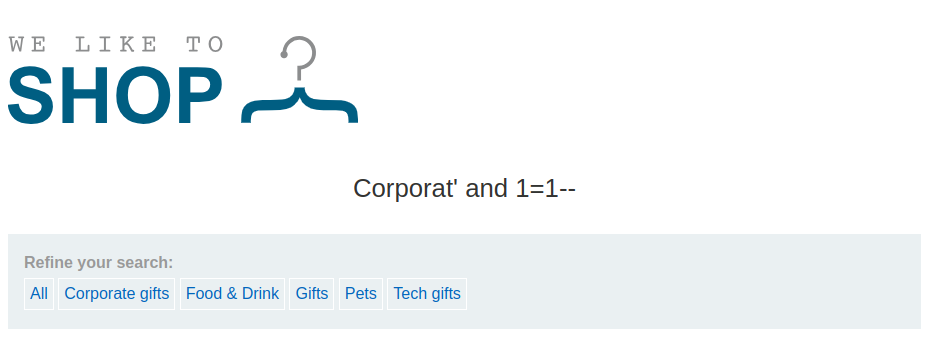 WE LIKE TO
SHOP
Corporat' and 1=1--
Refine your search:
All Corporate gifts Food & Drink Gifts Pets Tech gifts